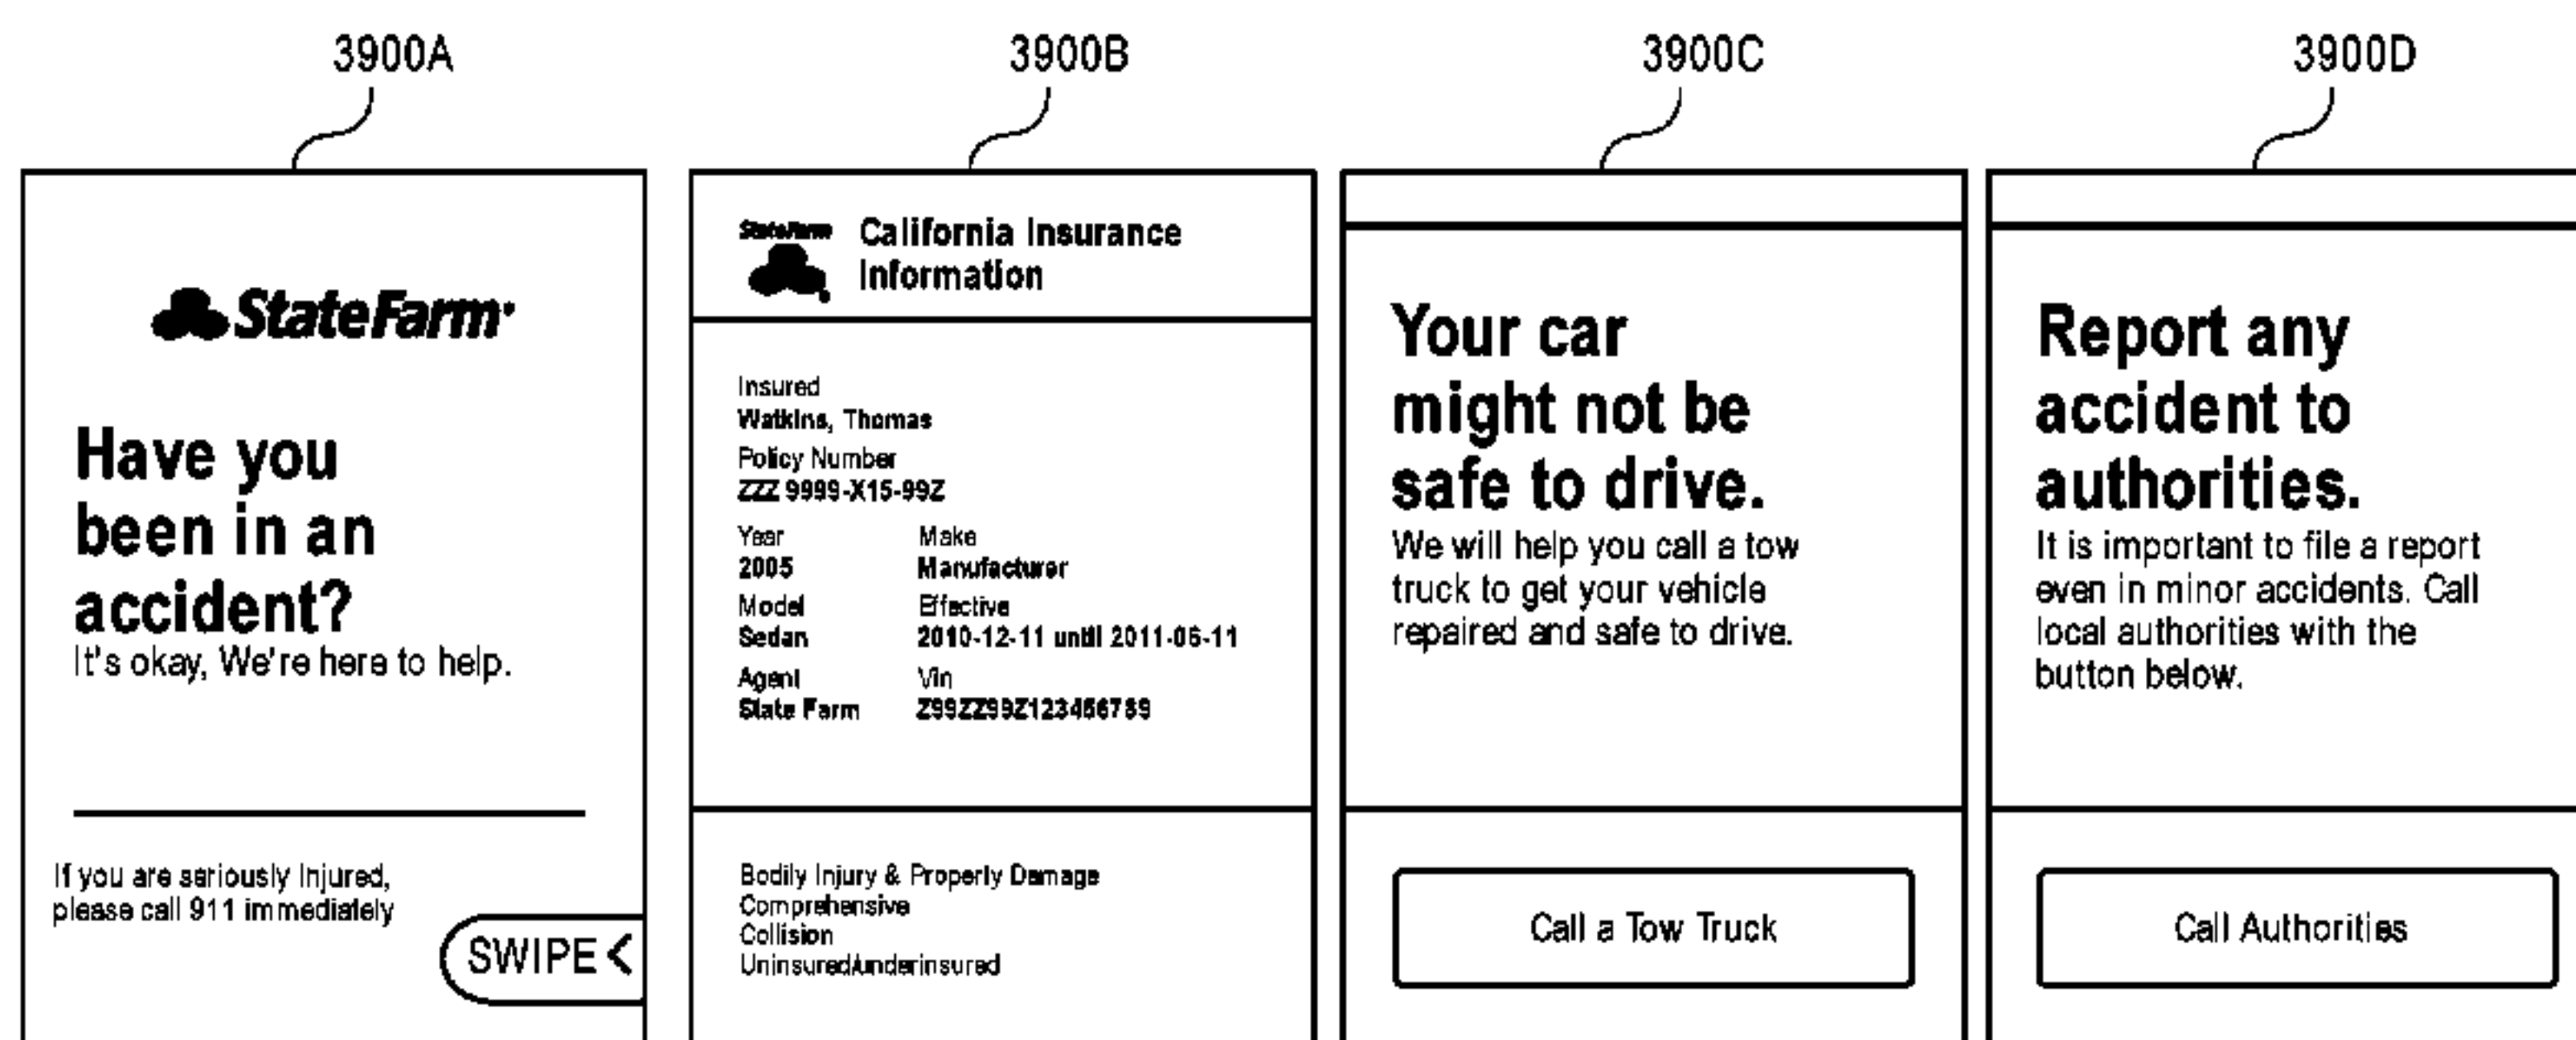 3900A
3900B
3900C
3900D
StateFarm
Have you
been in an
accident?
It's okay, We're here to help.
If you are seriously Injured,
please call 911 immediately
SWIPE <
StateFarm
California Insurance
Information
Insured
Watkins, Thomas
Policy Number
ZZZ 9999-X15-99Z
Year Make
2005 Manufacturer
Model Effective
Sedan 2010-12-11 until 2011-06-11
Agent Vin
State Farm Z99ZZ99Z123456789
Bodily Injury & Property Damage
Comprehensive
Collision
Uninsured/underinsured
Your car
might not be
safe to drive.
We will help you call a tow
truck to get your vehicle
repaired and safe to drive.
Call a Tow Truck
Report any
accident to
authorities.
It is important to file a report
even in minor accidents. Call
local authorities with the
button below.
Call Authorities